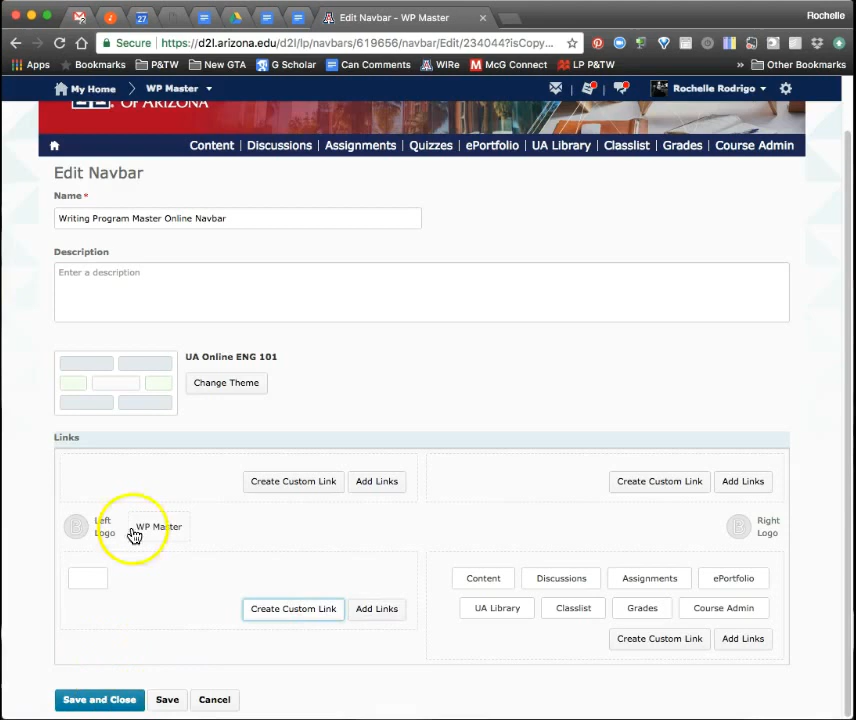 Edit Navbar - WP Master
Rochelle
Secure
https://d2l.arizona.edu/d2l/lp/navbars/619656/navbar/Edit/234044?isCopy...
Apps Bookmarks P&TW New GTA G Scholar Can Comments WIRe McG Connect LP P&TW » Other Bookmarks
My Home WP Master Rochelle Rodrigo
OF ARIZONA
Content Discussions Assignments Quizzes ePortfolio UA Library Classlist Grades Course Admin
Edit Navbar
Name*
Writing Program Master Online Navbar
Description
Enter a description
UA Online ENG 101
Change Theme
Links
Create Custom Link Add Links Create Custom Link Add Links
Left Logo WP Master Right Logo
Content Discussions Assignments ePortfolio
UA Library Classlist Grades Course Admin
Create Custom Link Add Links Create Custom Link Add Links
Save and Close Save Cancel